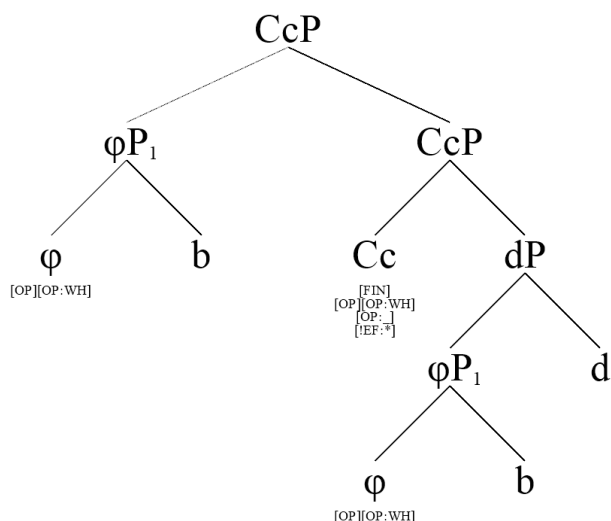 CcP
φP₁ CcP
φ b Cc dP
[OP][OP:WH] [FIN]
[OP][OP:WH]
[OP:_]
[!EF:*]
φP₁ d
φ b
[OP][OP:WH]